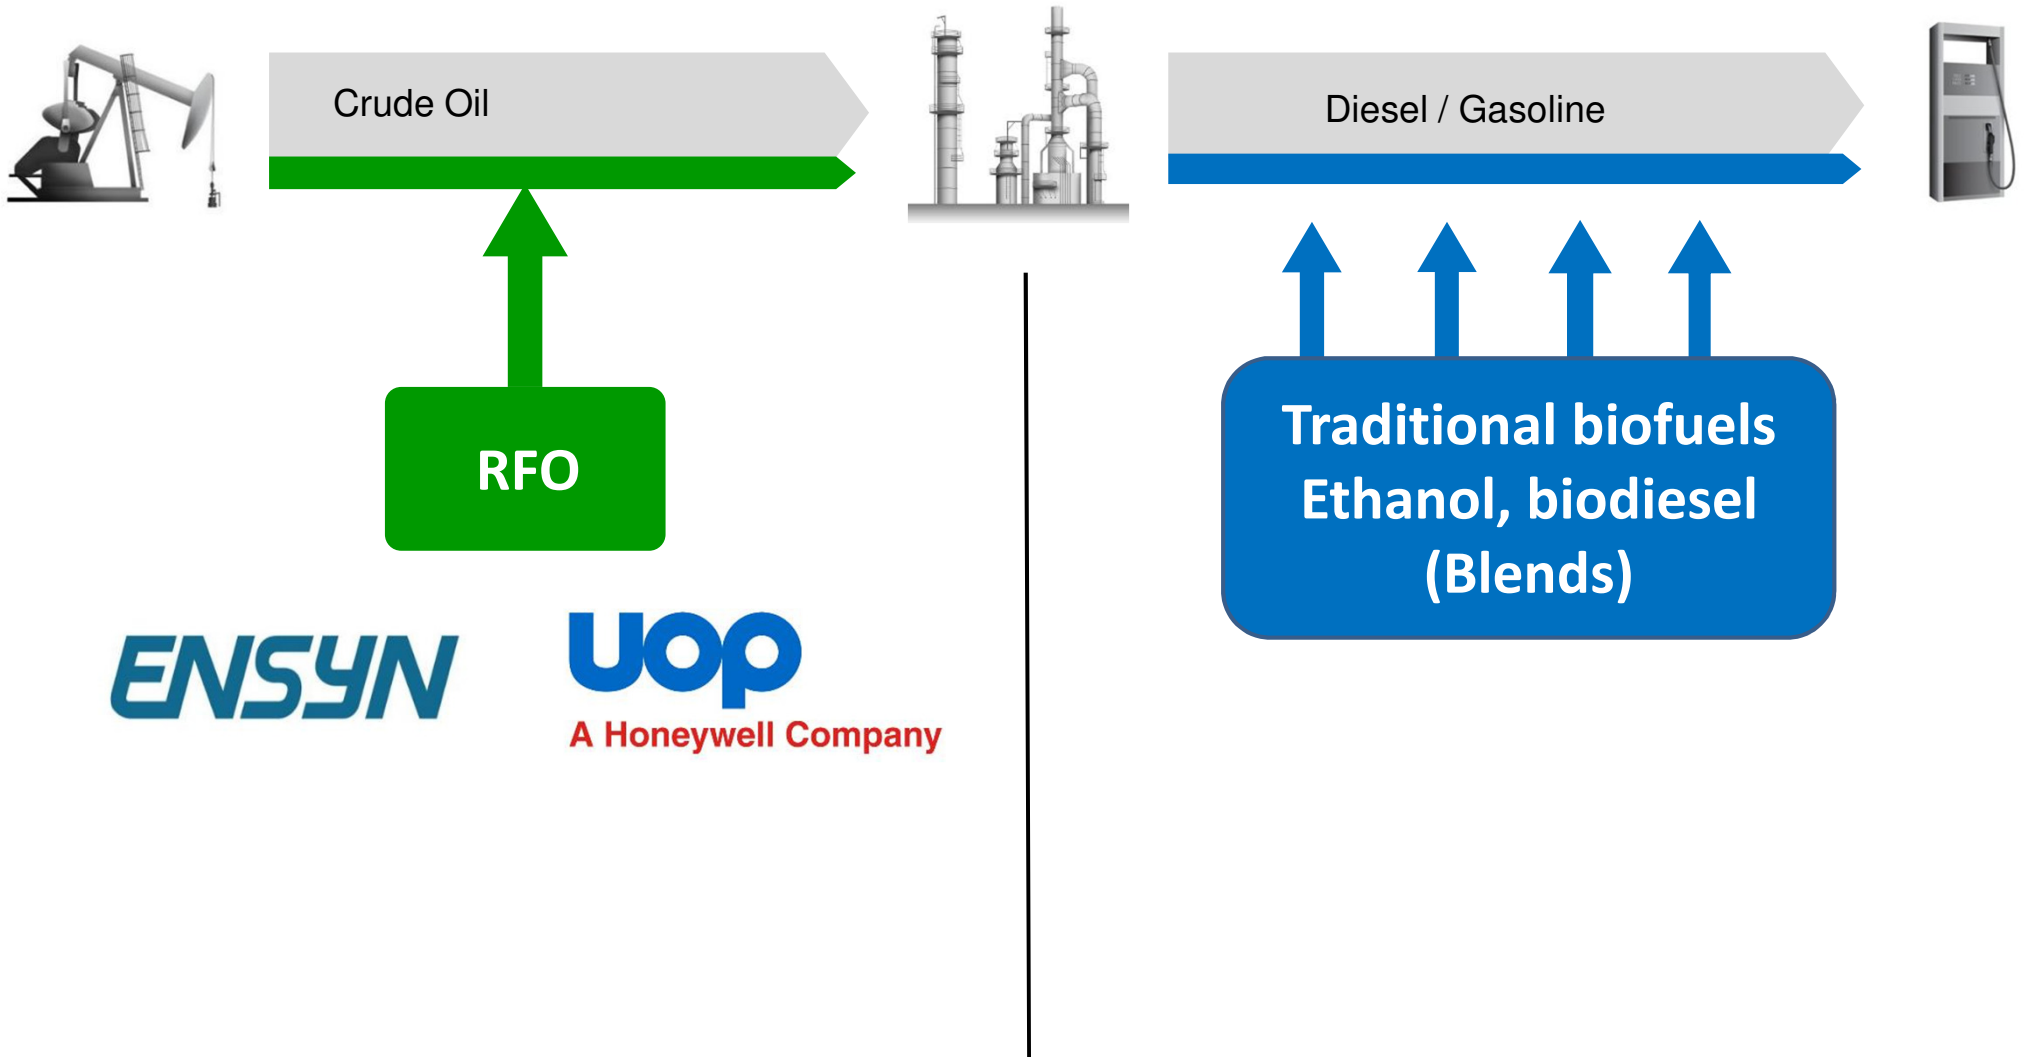 Crude Oil
Diesel / Gasoline
RFO
Traditional biofuels
Ethanol, biodiesel
(Blends)
ENSYN
uop
A Honeywell Company